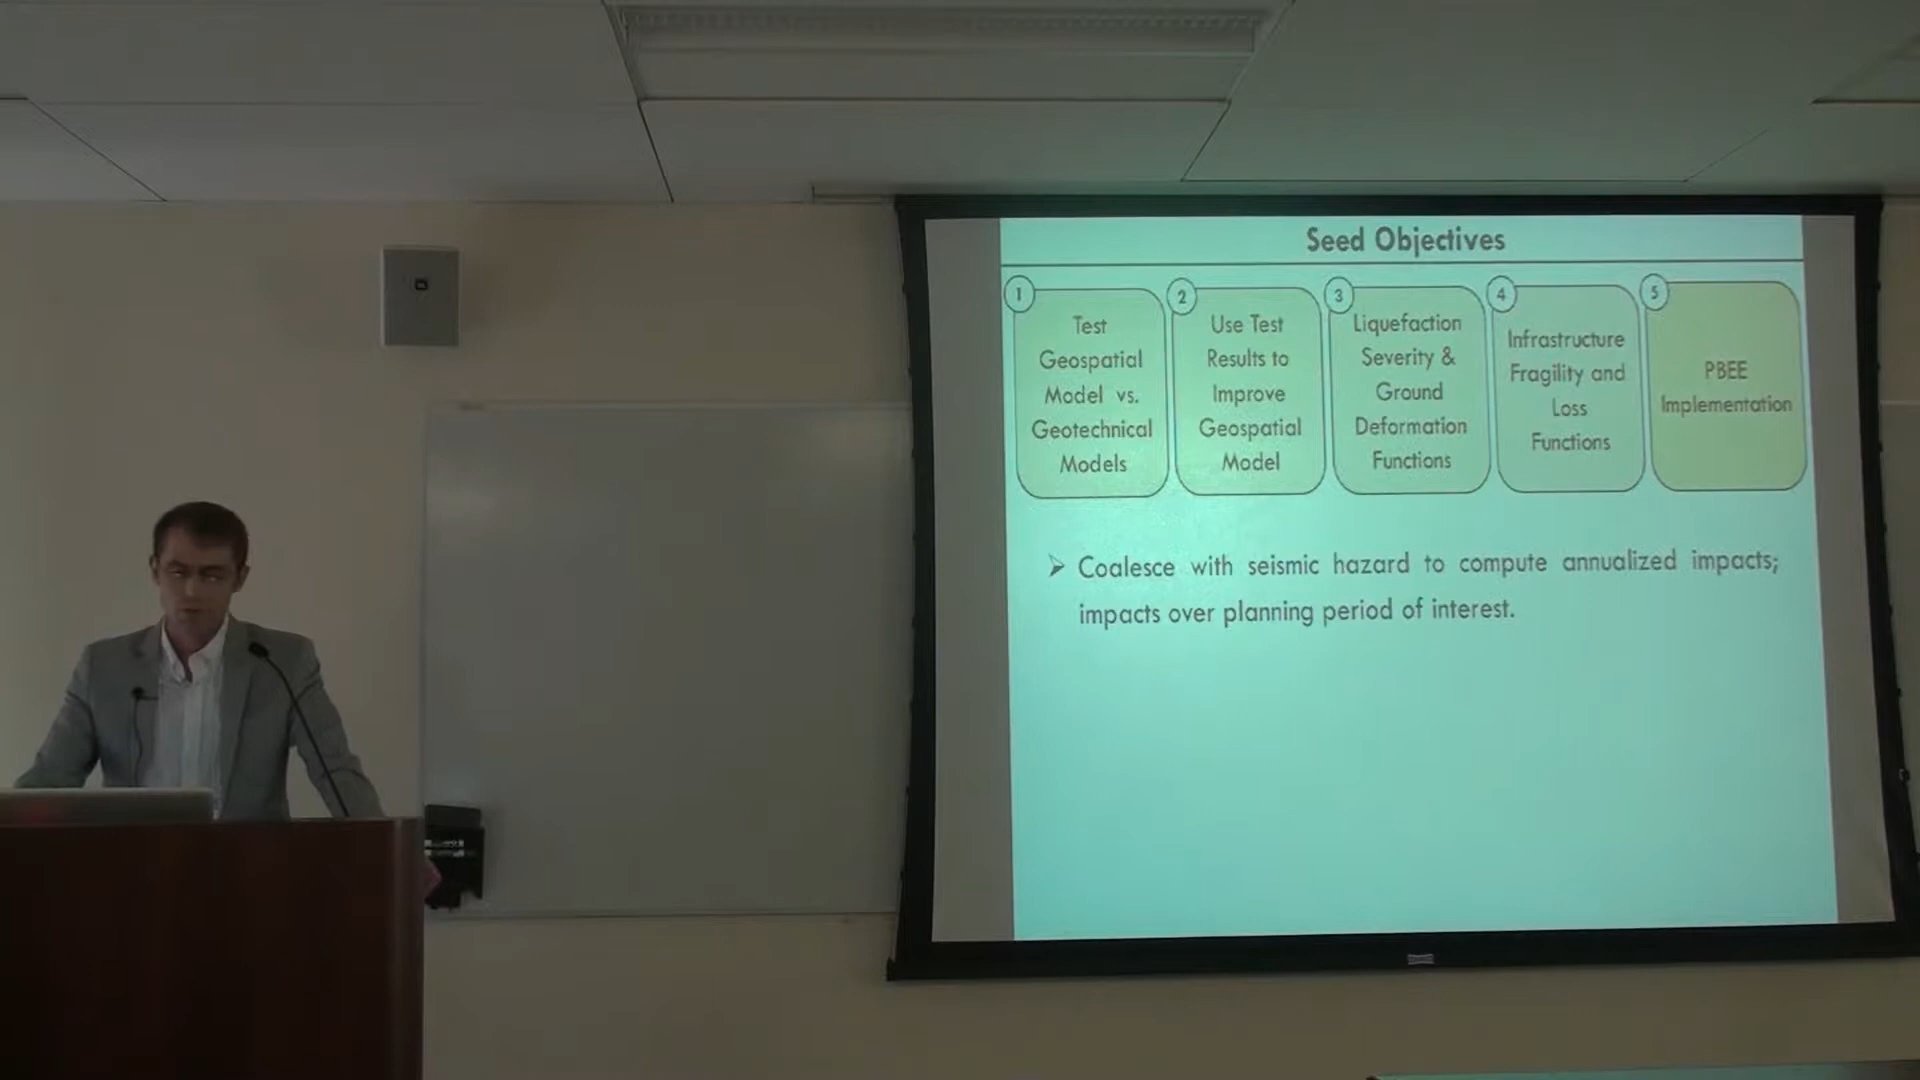 Seed Objectives
1
Test
Geospatial
Model vs.
Geotechnical
Models
2
Use Test
Results to
Improve
Geospatial
Model
3
Liquefaction
Severity &
Ground
Deformation
Functions
4
Infrastructure
Fragility and
Loss
Functions
5
PBEE
Implementation
➢ Coalesce with seismic hazard to compute annualized impacts;
impacts over planning period of interest.